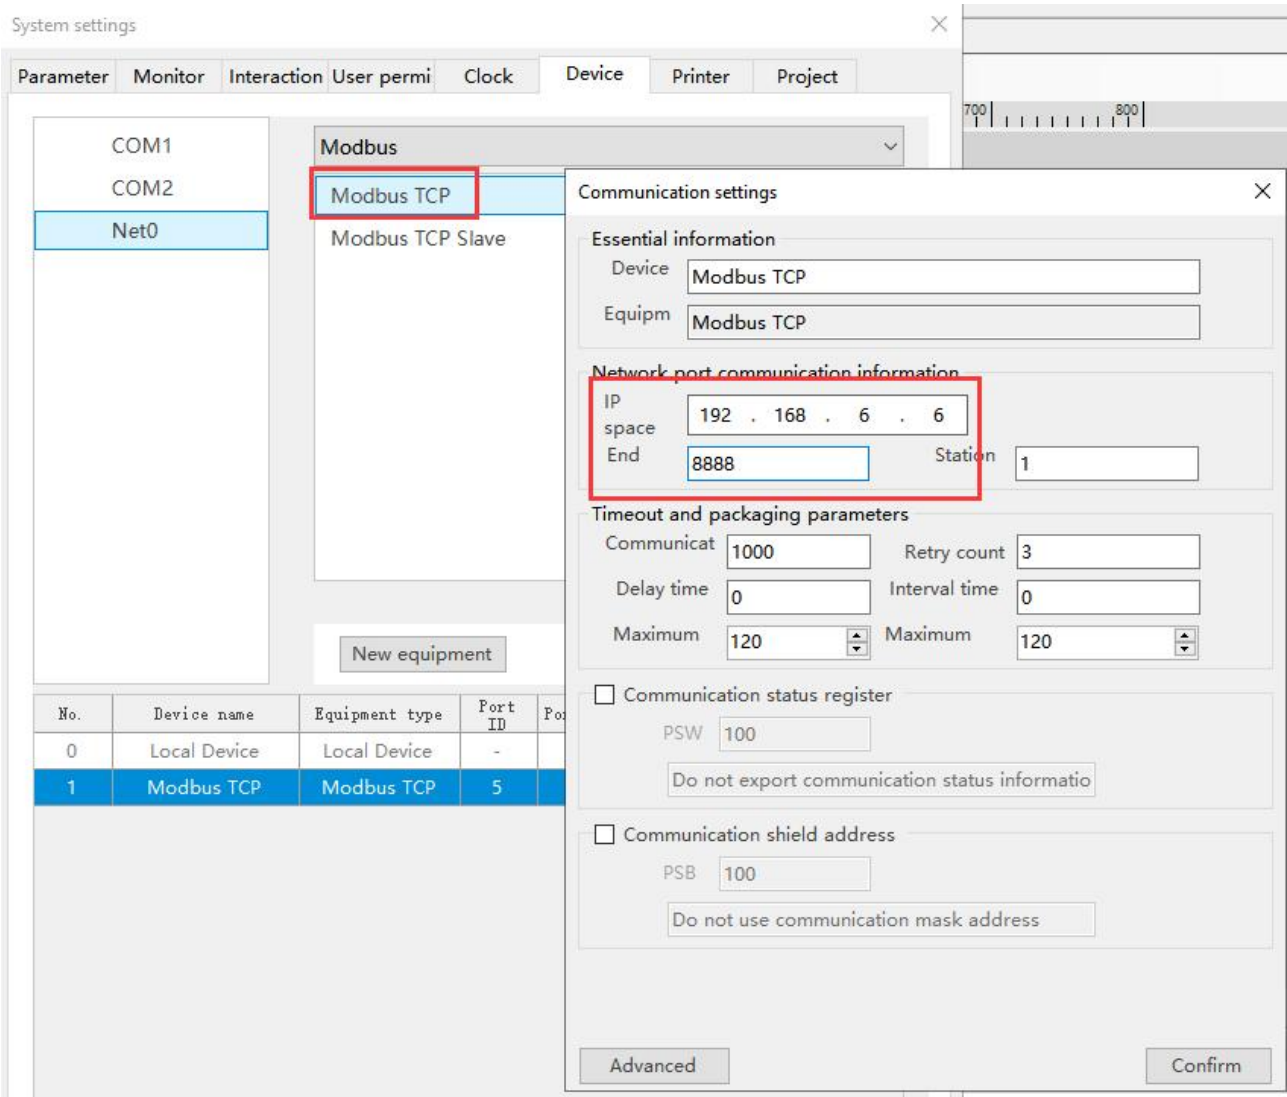 System settings
Parameter Monitor Interaction User permi Clock Device Printer Project
700 800
COM1
COM2
Net0
Modbus
Modbus TCP
Modbus TCP Slave
New equipment
No. Device name Equipment type Port ID Po
0 Local Device Local Device -
1 Modbus TCP Modbus TCP 5
Communication settings
Essential information
Device Modbus TCP
Equipm Modbus TCP
Network port communication information
IP space 192 . 168 . 6 . 6
End 8888 Station 1
Timeout and packaging parameters
Communicat 1000 Retry count 3
Delay time 0 Interval time 0
Maximum 120 Maximum 120
Communication status register
PSW 100
Do not export communication status informatio
Communication shield address
PSB 100
Do not use communication mask address
Advanced Confirm